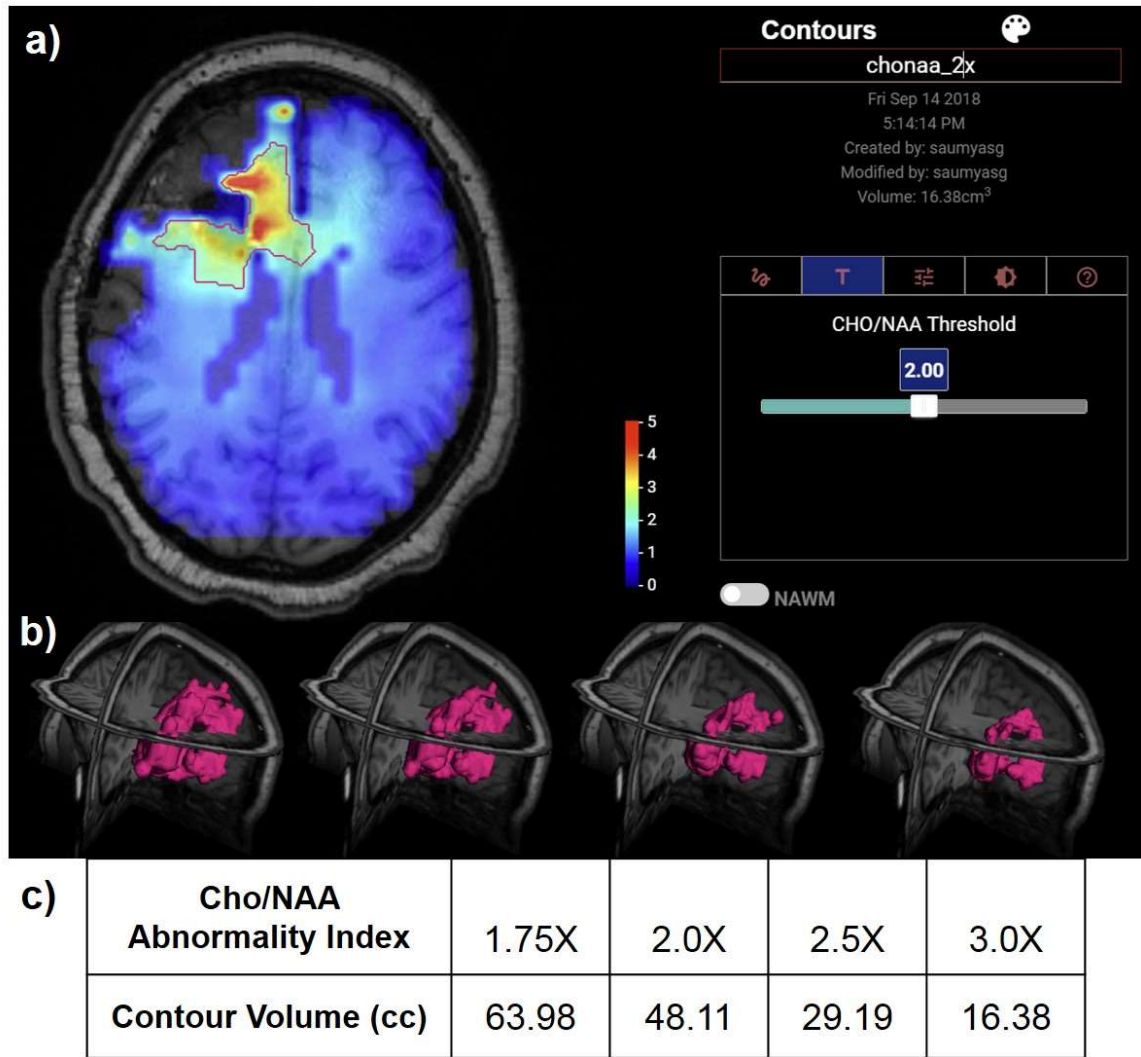 a)
Contours
chonaa_2x
Fri Sep 14 2018
5:14:14 PM
Created by: saumyasg
Modified by: saumyasg
Volume: 16.38cm³
T
CHO/NAA Threshold
2.00
5
4
3
2
1
0
NAWM
b)
c)
Cho/NAA
Abnormality Index 1.75X 2.0X 2.5X 3.0X
Contour Volume (cc) 63.98 48.11 29.19 16.38